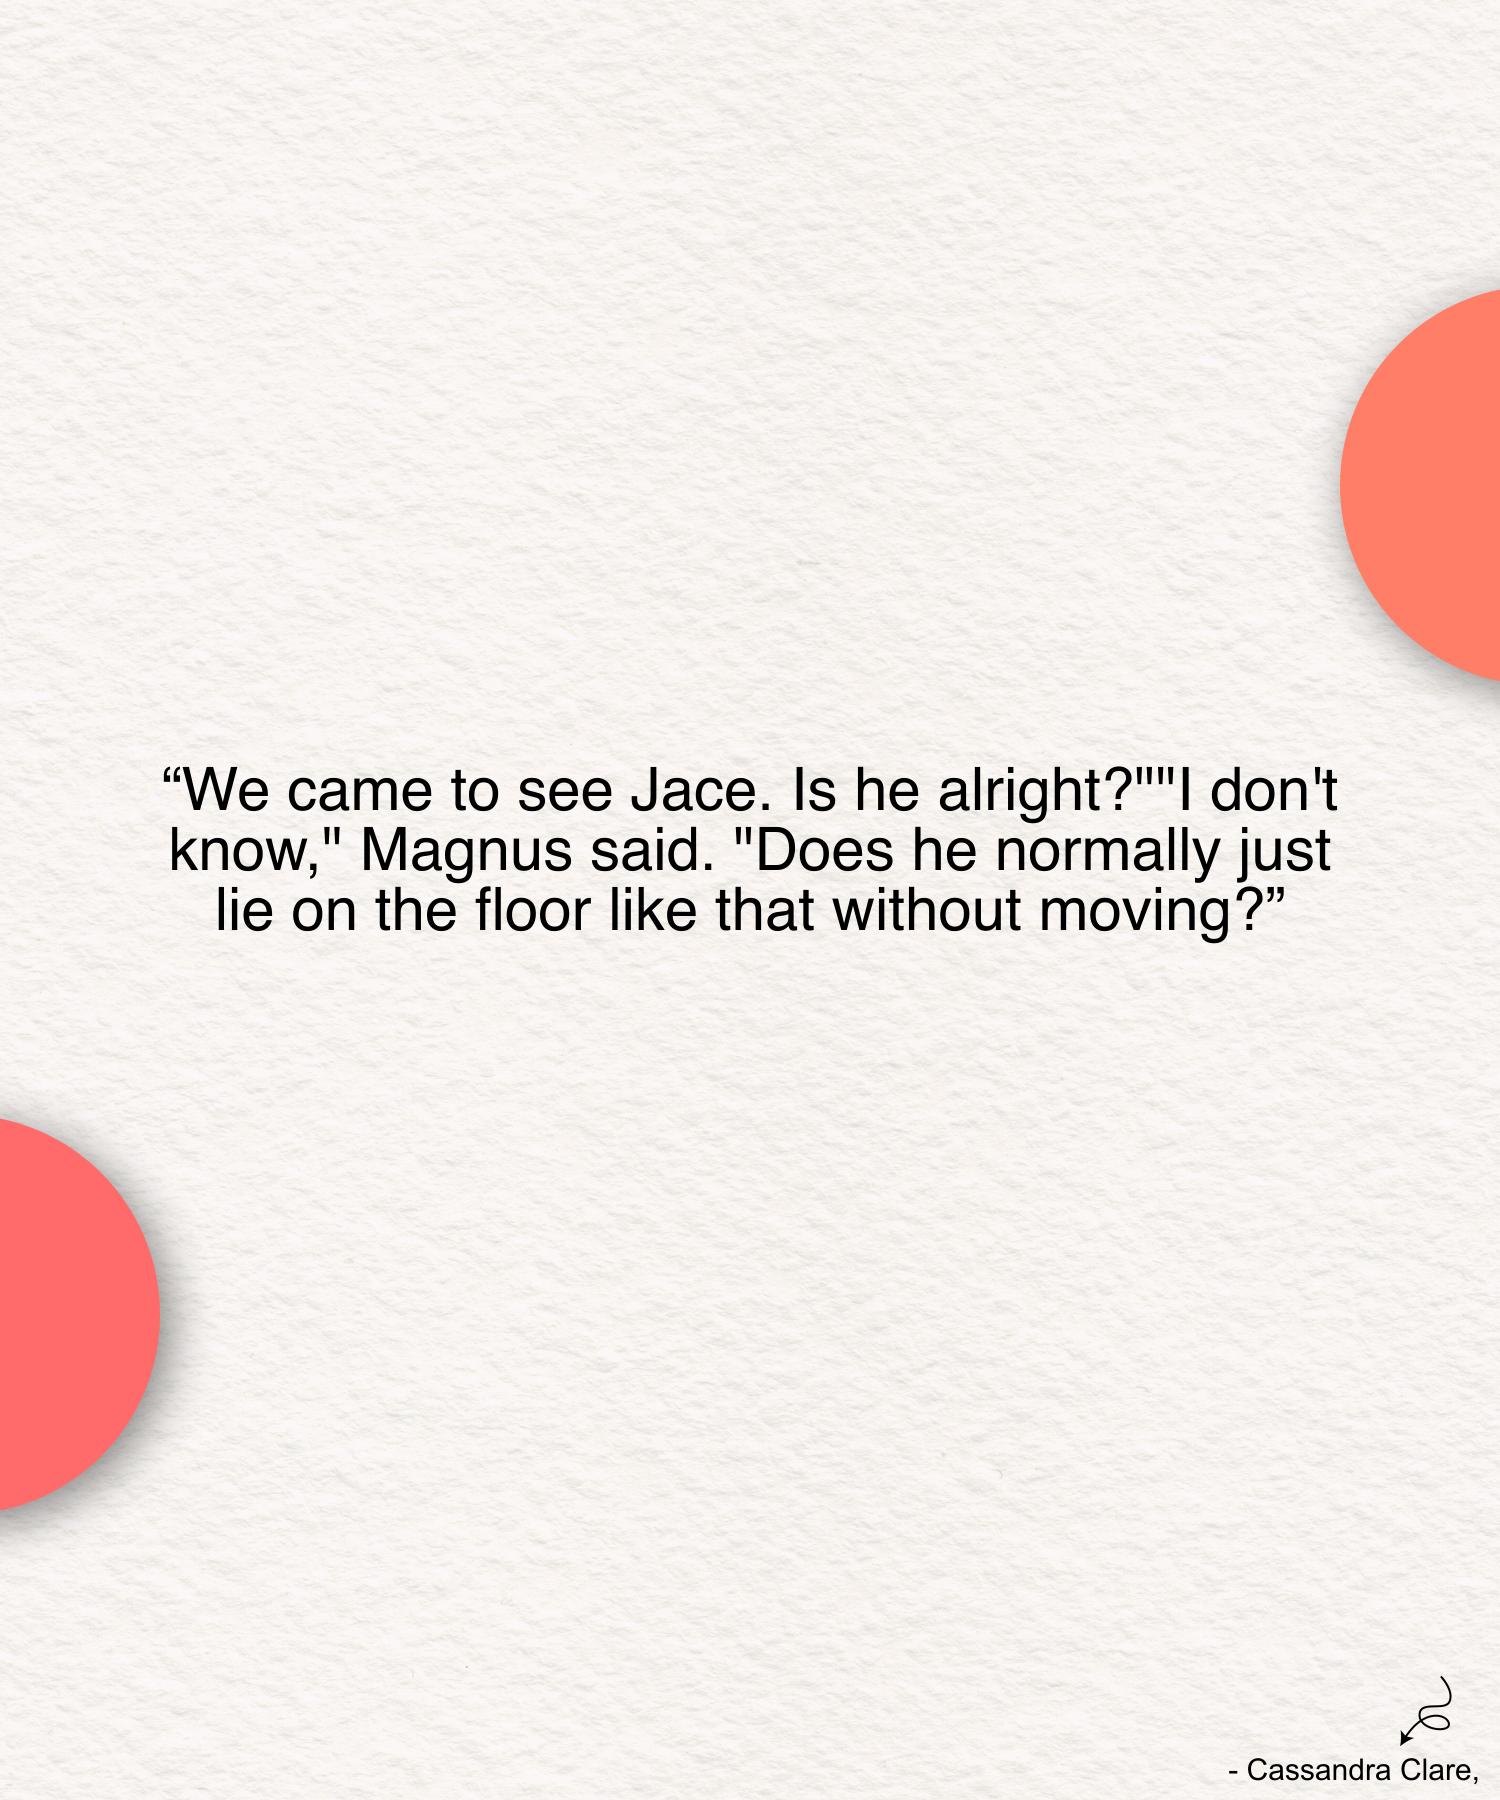 “We came to see Jace. Is he alright?""I don't
know," Magnus said. "Does he normally just
lie on the floor like that without moving?”
- Cassandra Clare,